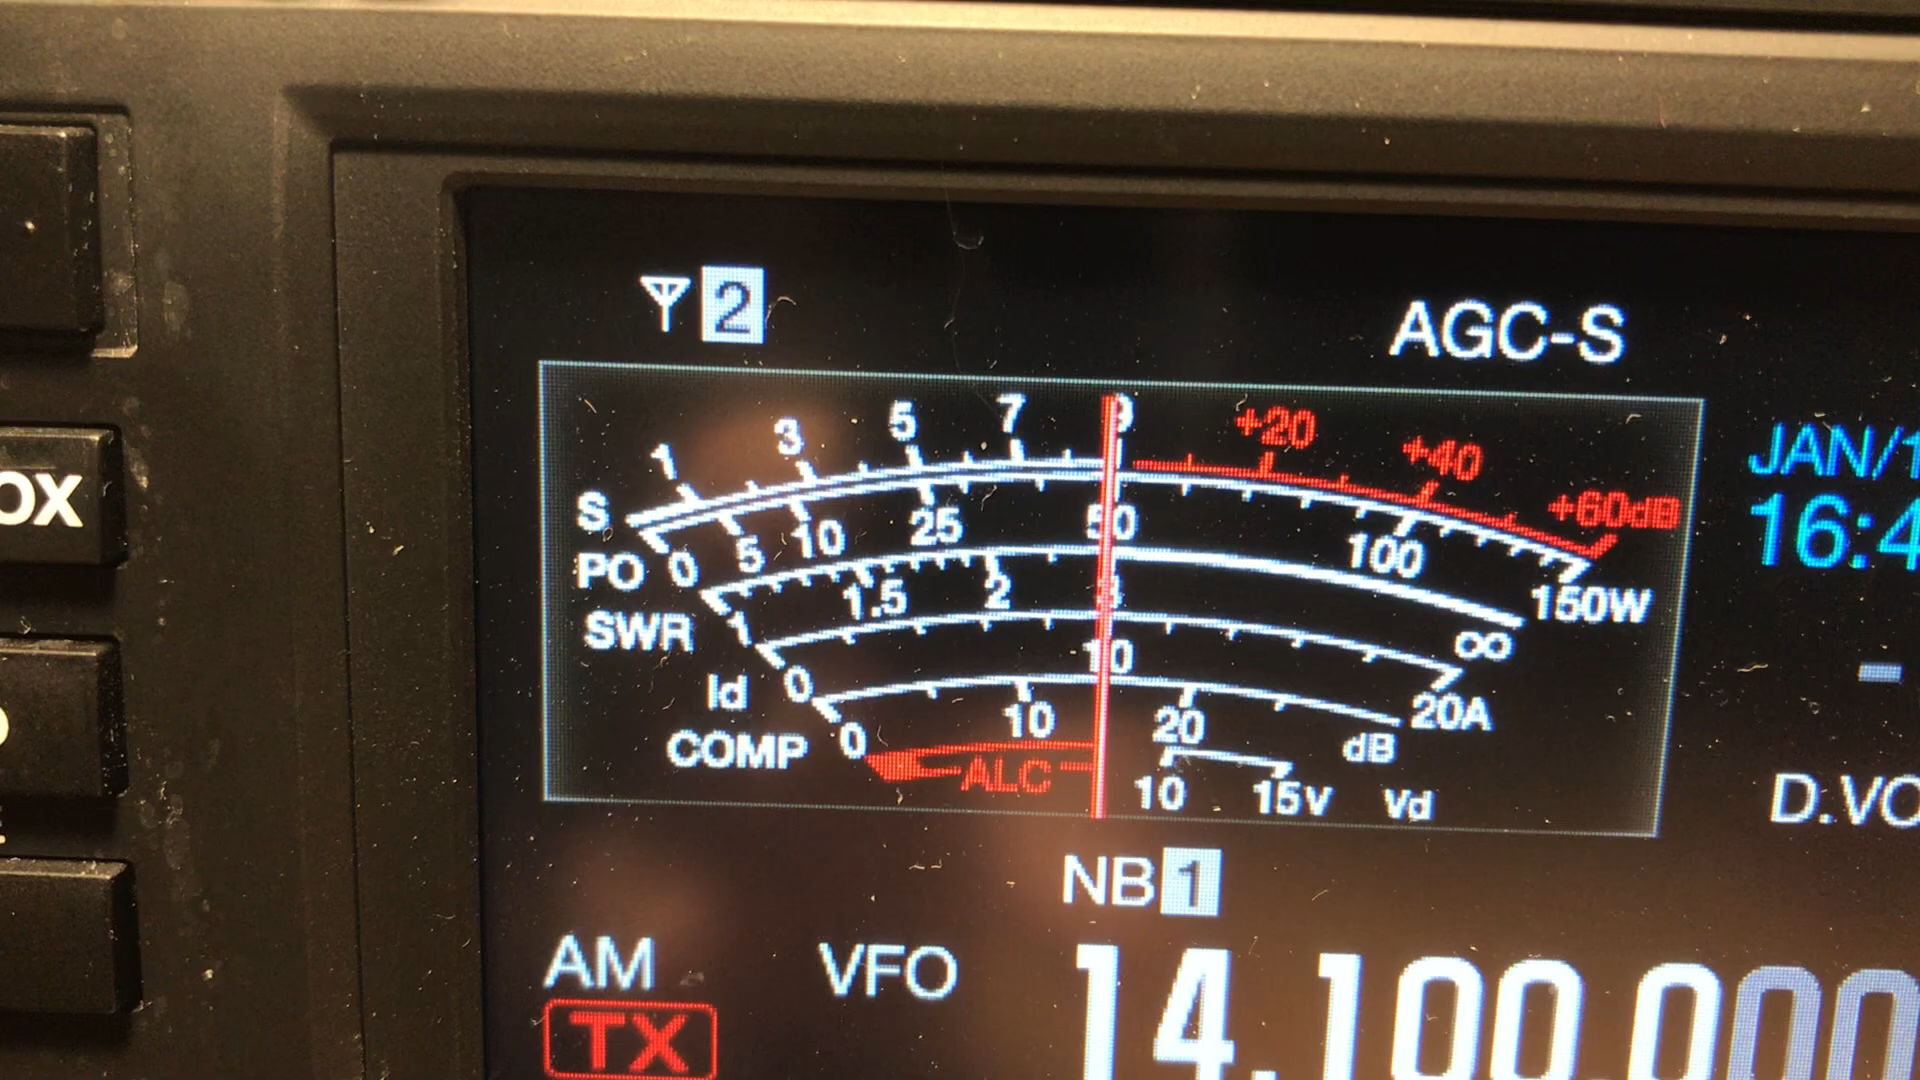 2
AGC-S
1 3 5 7 9 +20 +40 +60dB
S
PO 0 5 10 25 50 100 150W
SWR 1 1.5 2 3 ∞
Id 0 10 20A
COMP 0 10 20 dB
ALC 10 15V Vd
JAN/1
16:4
D.VO
NB 1
AM VFO 14.100.000
TX
OX